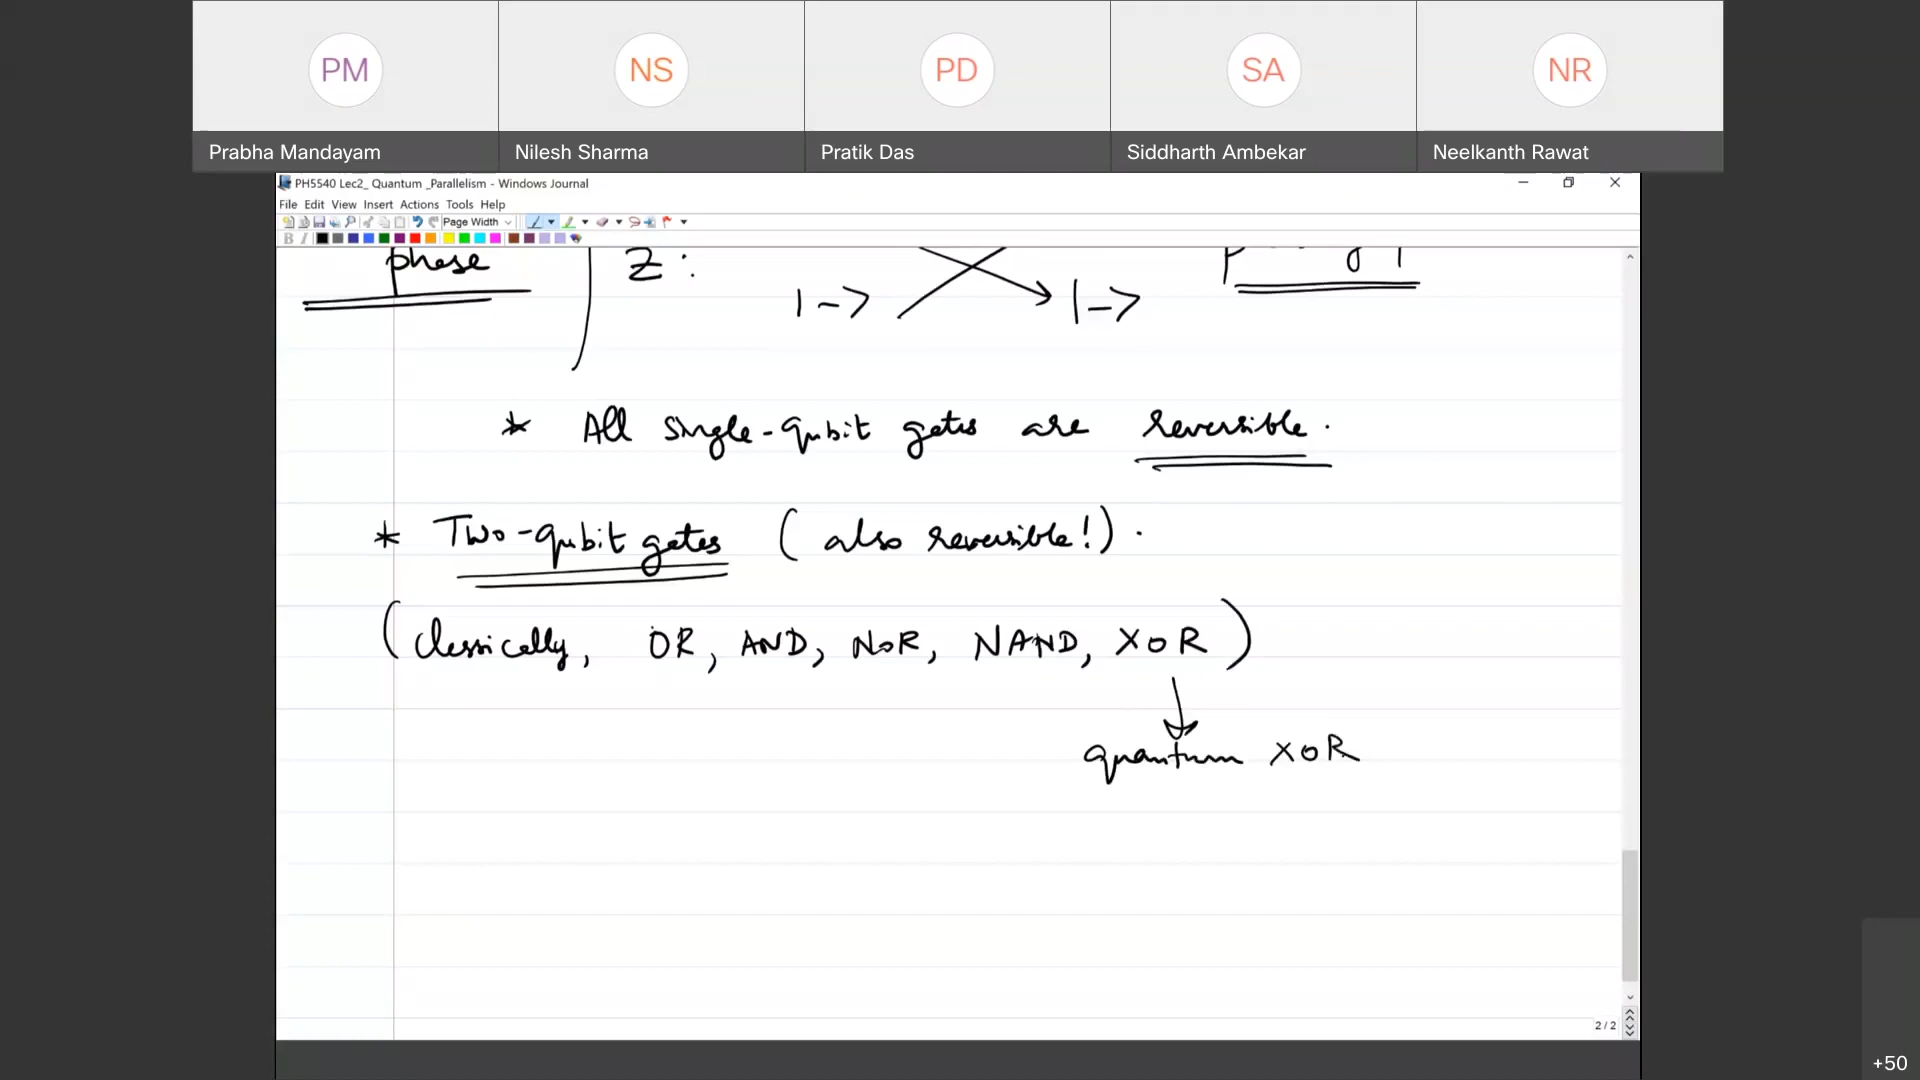 PM NS PD SA NR
Prabha Mandayam Nilesh Sharma Pratik Das Siddharth Ambekar Neelkanth Rawat
PH5540 Lec2_ Quantum _Parallelism - Windows Journal
File Edit View Insert Actions Tools Help
Page Width
B I
phase Z :
|-> |->
* All single-qubit gates are reversible.
* Two-qubit gates (also reversible!).
(Classically, OR, AND, NOR, NAND, XOR)
quantum XOR
2 / 2
+50